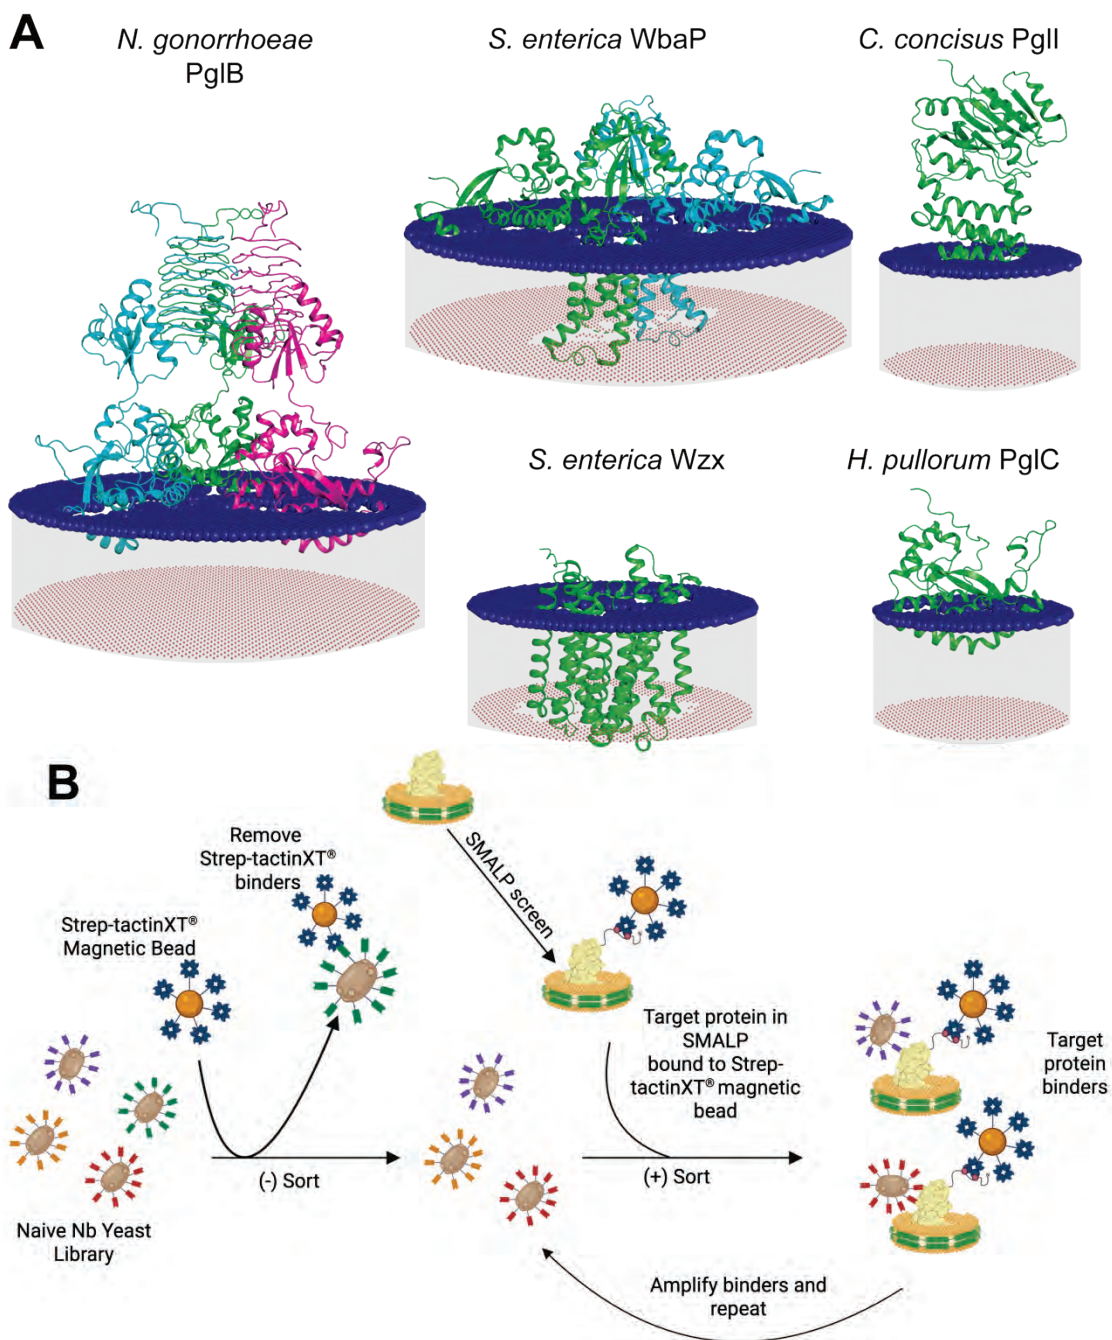 A
N. gonorrhoeae
PglB
S. enterica WbaP
C. concisus PglI
S. enterica Wzx
H. pullorum PglC
B
Remove
Strep-tactinXT®
binders
Strep-tactinXT®
Magnetic Bead
SMALP screen
Target protein in
SMALP
bound to Strep-
tactinXT® magnetic
bead
Target
protein
binders
(-) Sort
(+) Sort
Naive Nb Yeast
Library
Amplify binders and
repeat